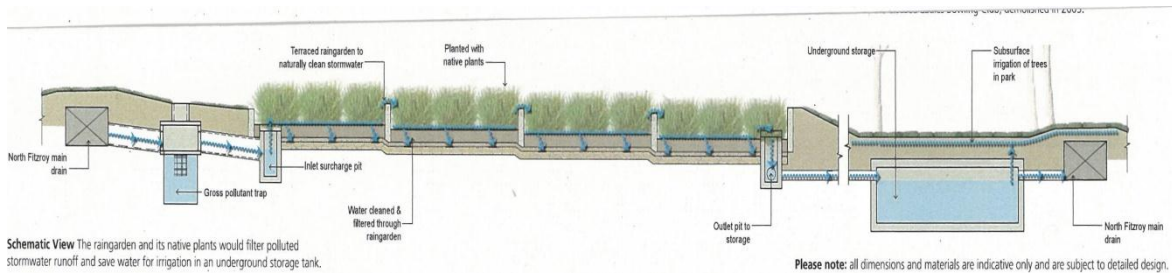 Bowling Club, demolished in 2005.
Terraced raingarden to
naturally clean stormwater
Planted with
native plants
Underground storage
Subsurface
irrigation of trees
in park
North Fitzroy main
drain
Gross pollutant trap
Inlet surcharge pit
Water cleaned &
filtered through
raingarden
Outlet pit to
storage
North Fitzroy main
drain
Schematic View The raingarden and its native plants would filter polluted
stormwater runoff and save water for irrigation in an underground storage tank.
Please note: all dimensions and materials are indicative only and are subject to detailed design.